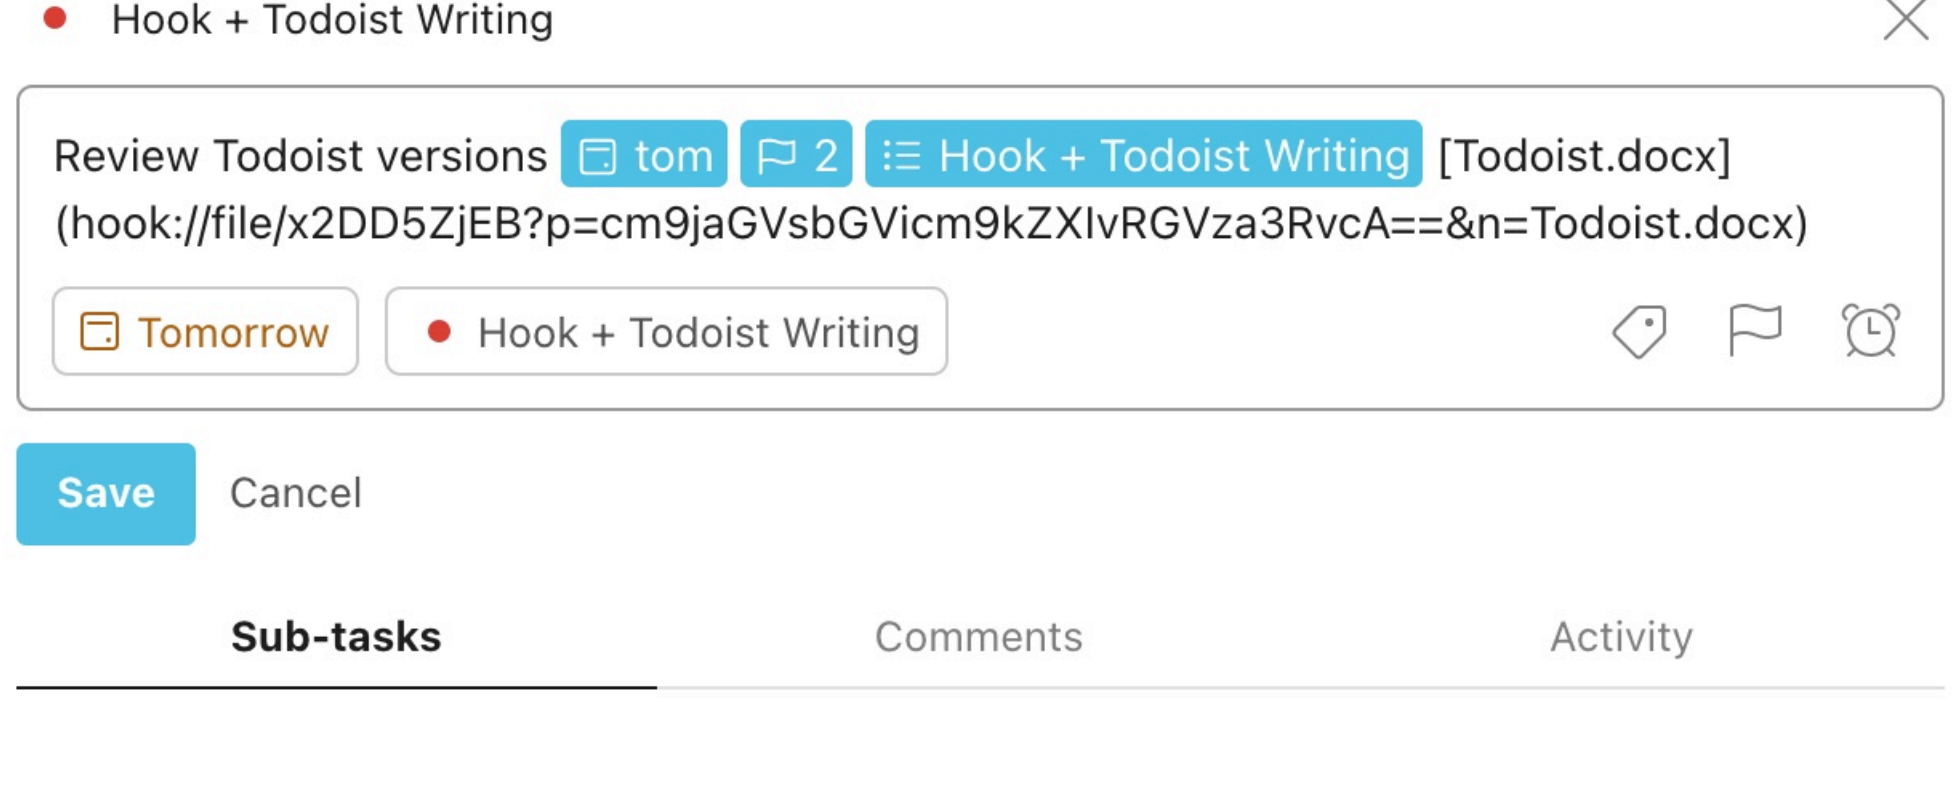 Hook + Todoist Writing
Review Todoist versions tom 2 Hook + Todoist Writing [Todoist.docx]
(hook://file/x2DD5ZjEB?p=cm9jaGVsbGVicm9kZXIvRGVza3RvcA==&n=Todoist.docx)
Tomorrow Hook + Todoist Writing
Save Cancel
Sub-tasks Comments Activity